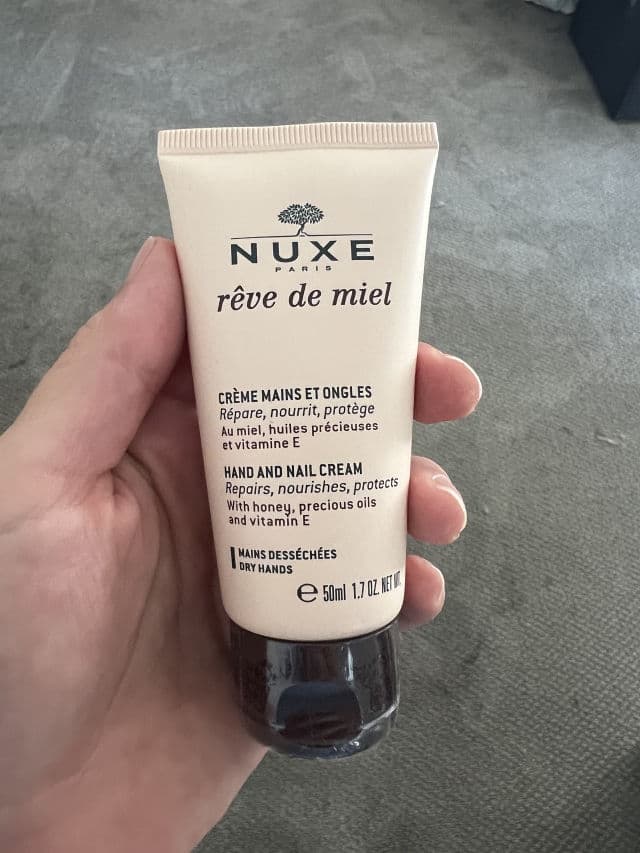 NUXE
PARIS
rêve de miel
CRÈME MAINS ET ONGLES
Répare, nourrit, protège
Au miel, huiles précieuses
et vitamine E
HAND AND NAIL CREAM
Repairs, nourishes, protects
With honey, precious oils
and vitamin E
MAINS DESSÉCHÉES
DRY HANDS
℮ 50ml 1.7 OZ. NET WT.